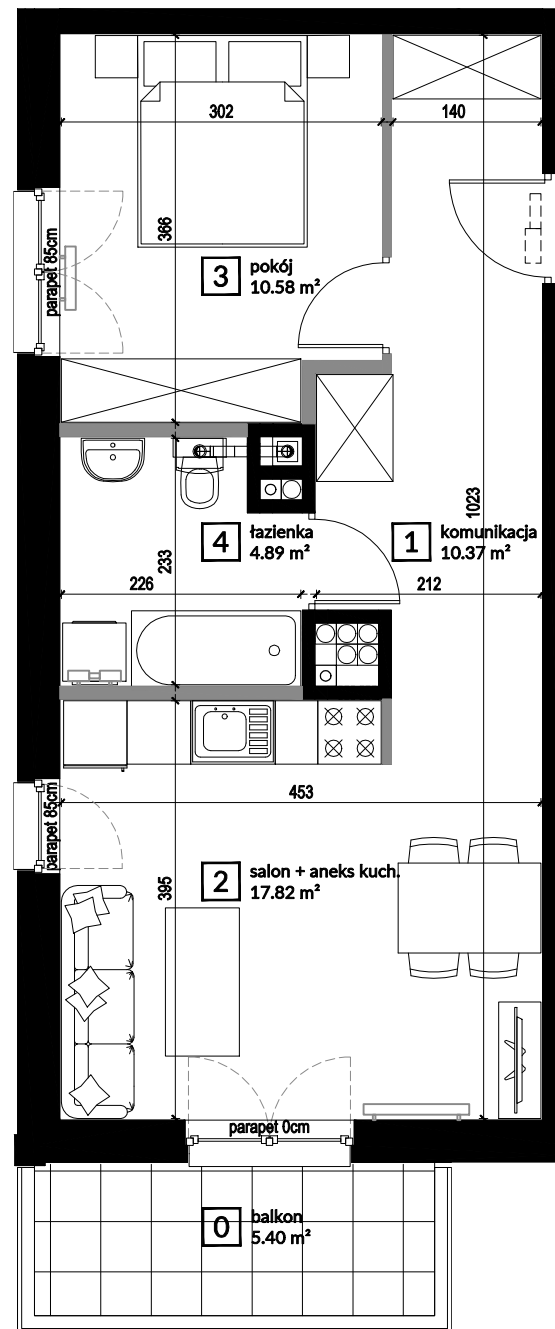 302
140
366
parapet 85cm
3
pokój
10.58 m²
1023
4
łazienka
4.89 m²
1
komunikacja
10.37 m²
233
226
212
parapet 85cm
453
395
2
salon + aneks kuch.
17.82 m²
parapet 0cm
0
balkon
5.40 m²